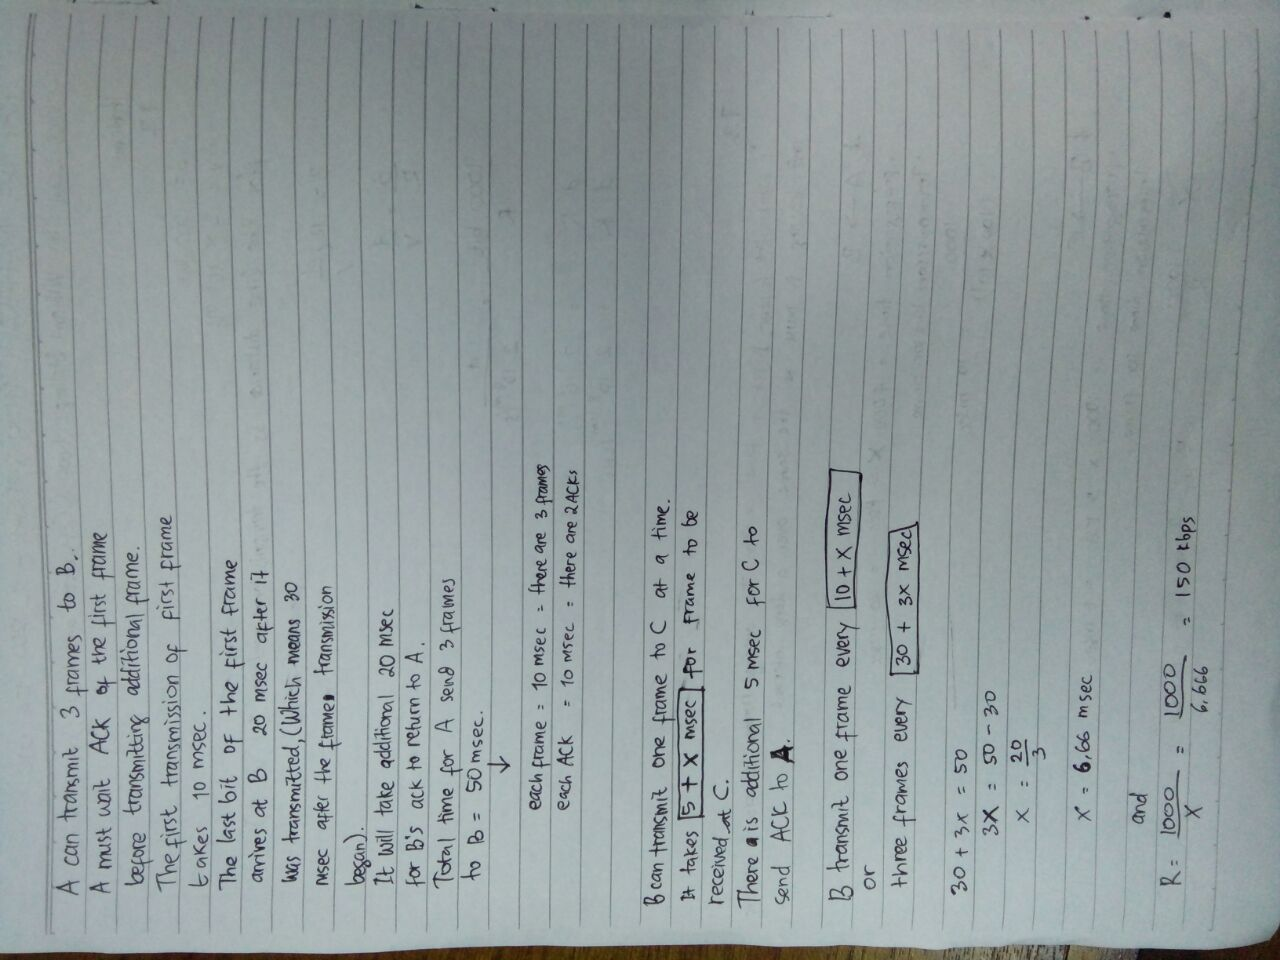 A can transmit 3 frames to B.
A must wait ACK of the first frame
before transmitting additional frame.
The first transmission of first frame
takes 10 msec.
The last bit of the first frame
arrives at B 20 msec after it
was transmitted, (Which means 30
msec after the frame transmission
began).
It will take additional 20 msec
for B's ack to return to A.
Total time for A send 3 frames
to B = 50 msec.
↓
each frame = 10 msec = there are 3 frames
each ACK = 10 msec = there are 2 ACKs
B can transmit one frame to C at a time.
It takes 5 + X msec for frame to be
received at C.
There is additional 5 msec for C to
send ACK to A.
B transmit one frame every 10 + X msec
or
three frames every 30 + 3X msec
30 + 3X = 50
3X = 50 - 30
X = 20/3
X = 6,66 msec
and
R = 1000/X = 1000/6,666 = 150 kbps